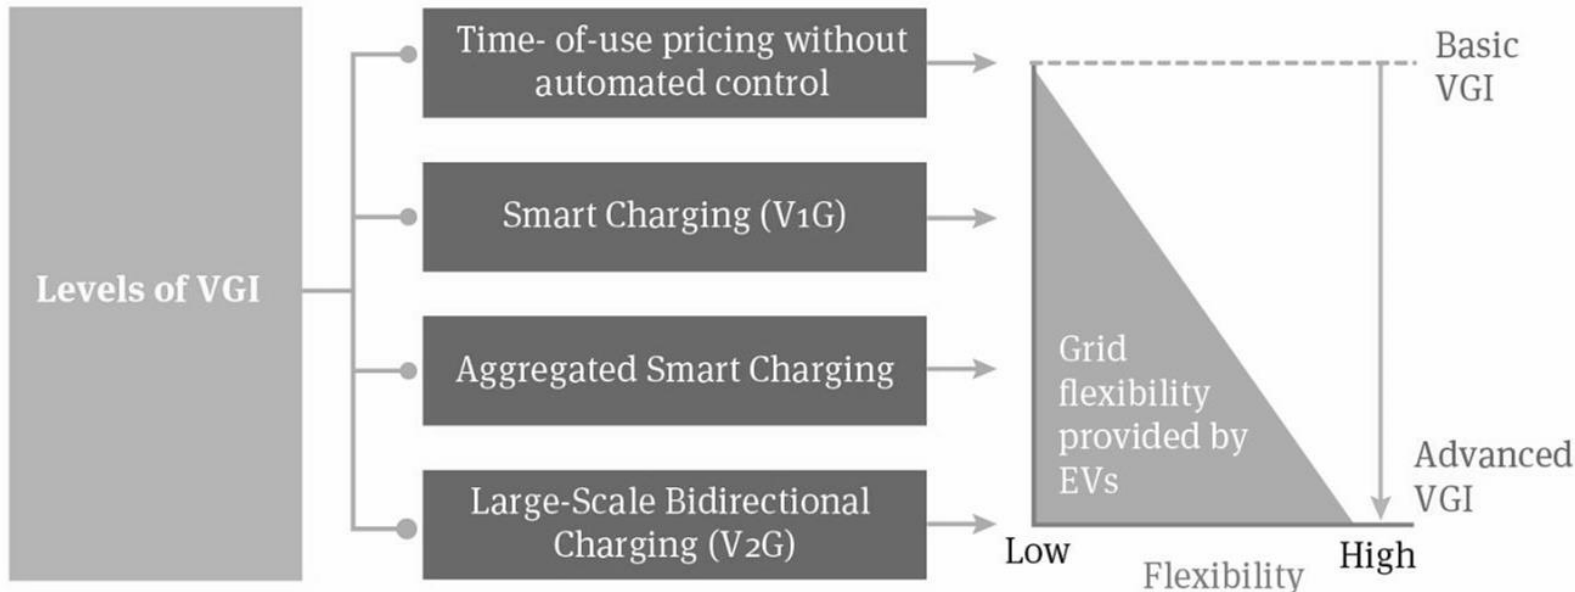 Levels of VGI
Time- of-use pricing without
automated control
Smart Charging (V1G)
Aggregated Smart Charging
Large-Scale Bidirectional
Charging (V2G)
Basic
VGI
Grid
flexibility
provided by
EVs
Advanced
VGI
Low
High
Flexibility